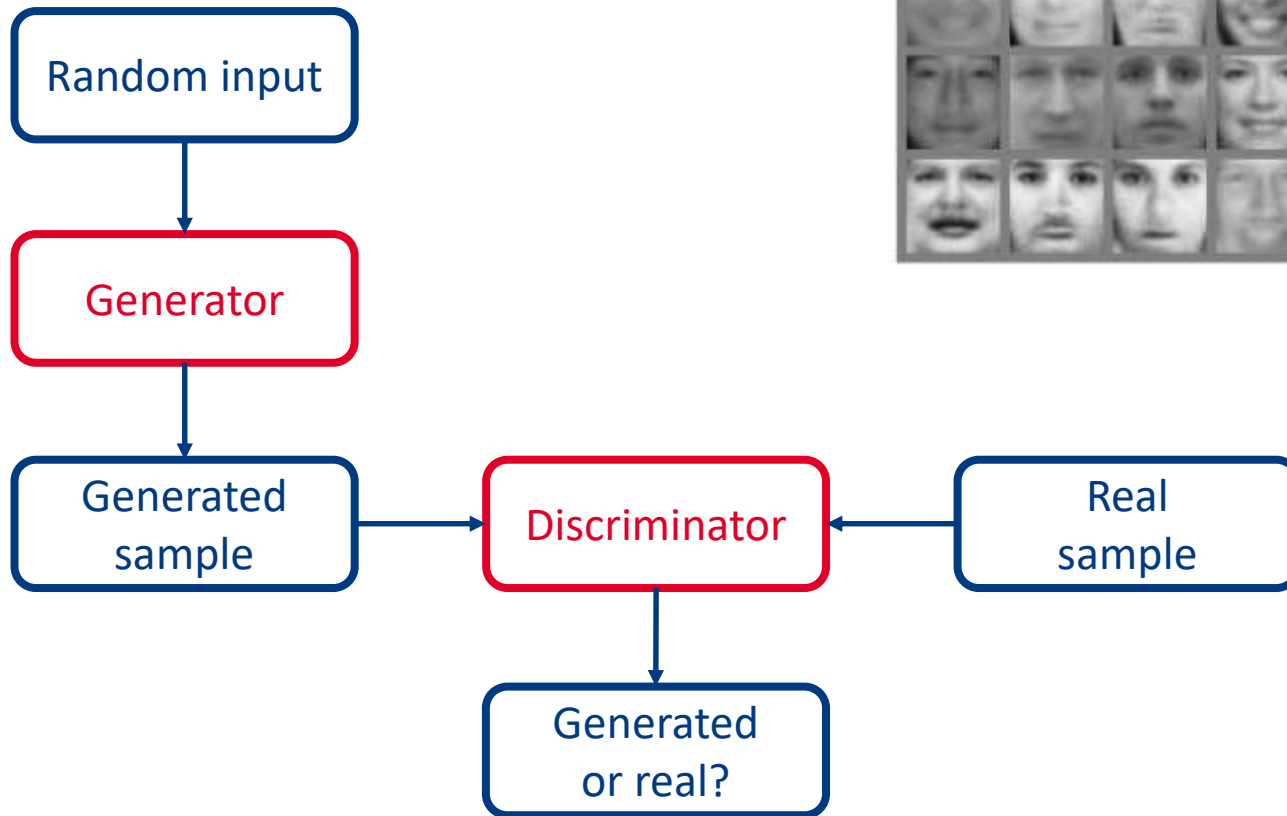 Random input
Generator
Generated
sample
Discriminator
Real
sample
Generated
or real?